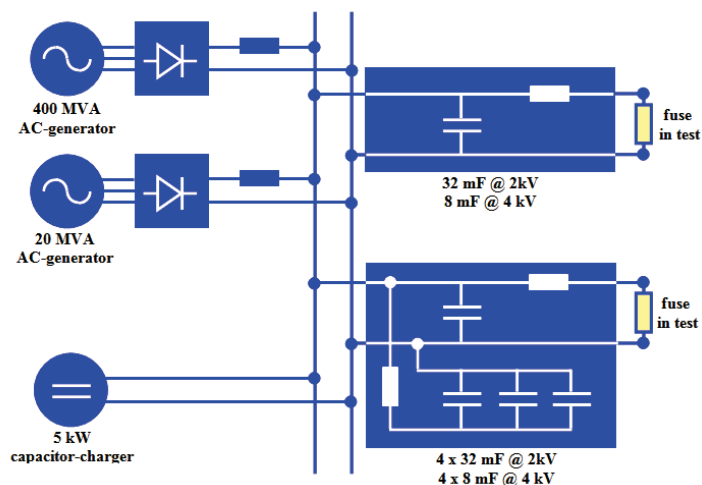 400 MVA
AC-generator
20 MVA
AC-generator
5 kW
capacitor-charger
fuse
in test
32 mF @ 2kV
8 mF @ 4 kV
fuse
in test
4 x 32 mF @ 2kV
4 x 8 mF @ 4 kV